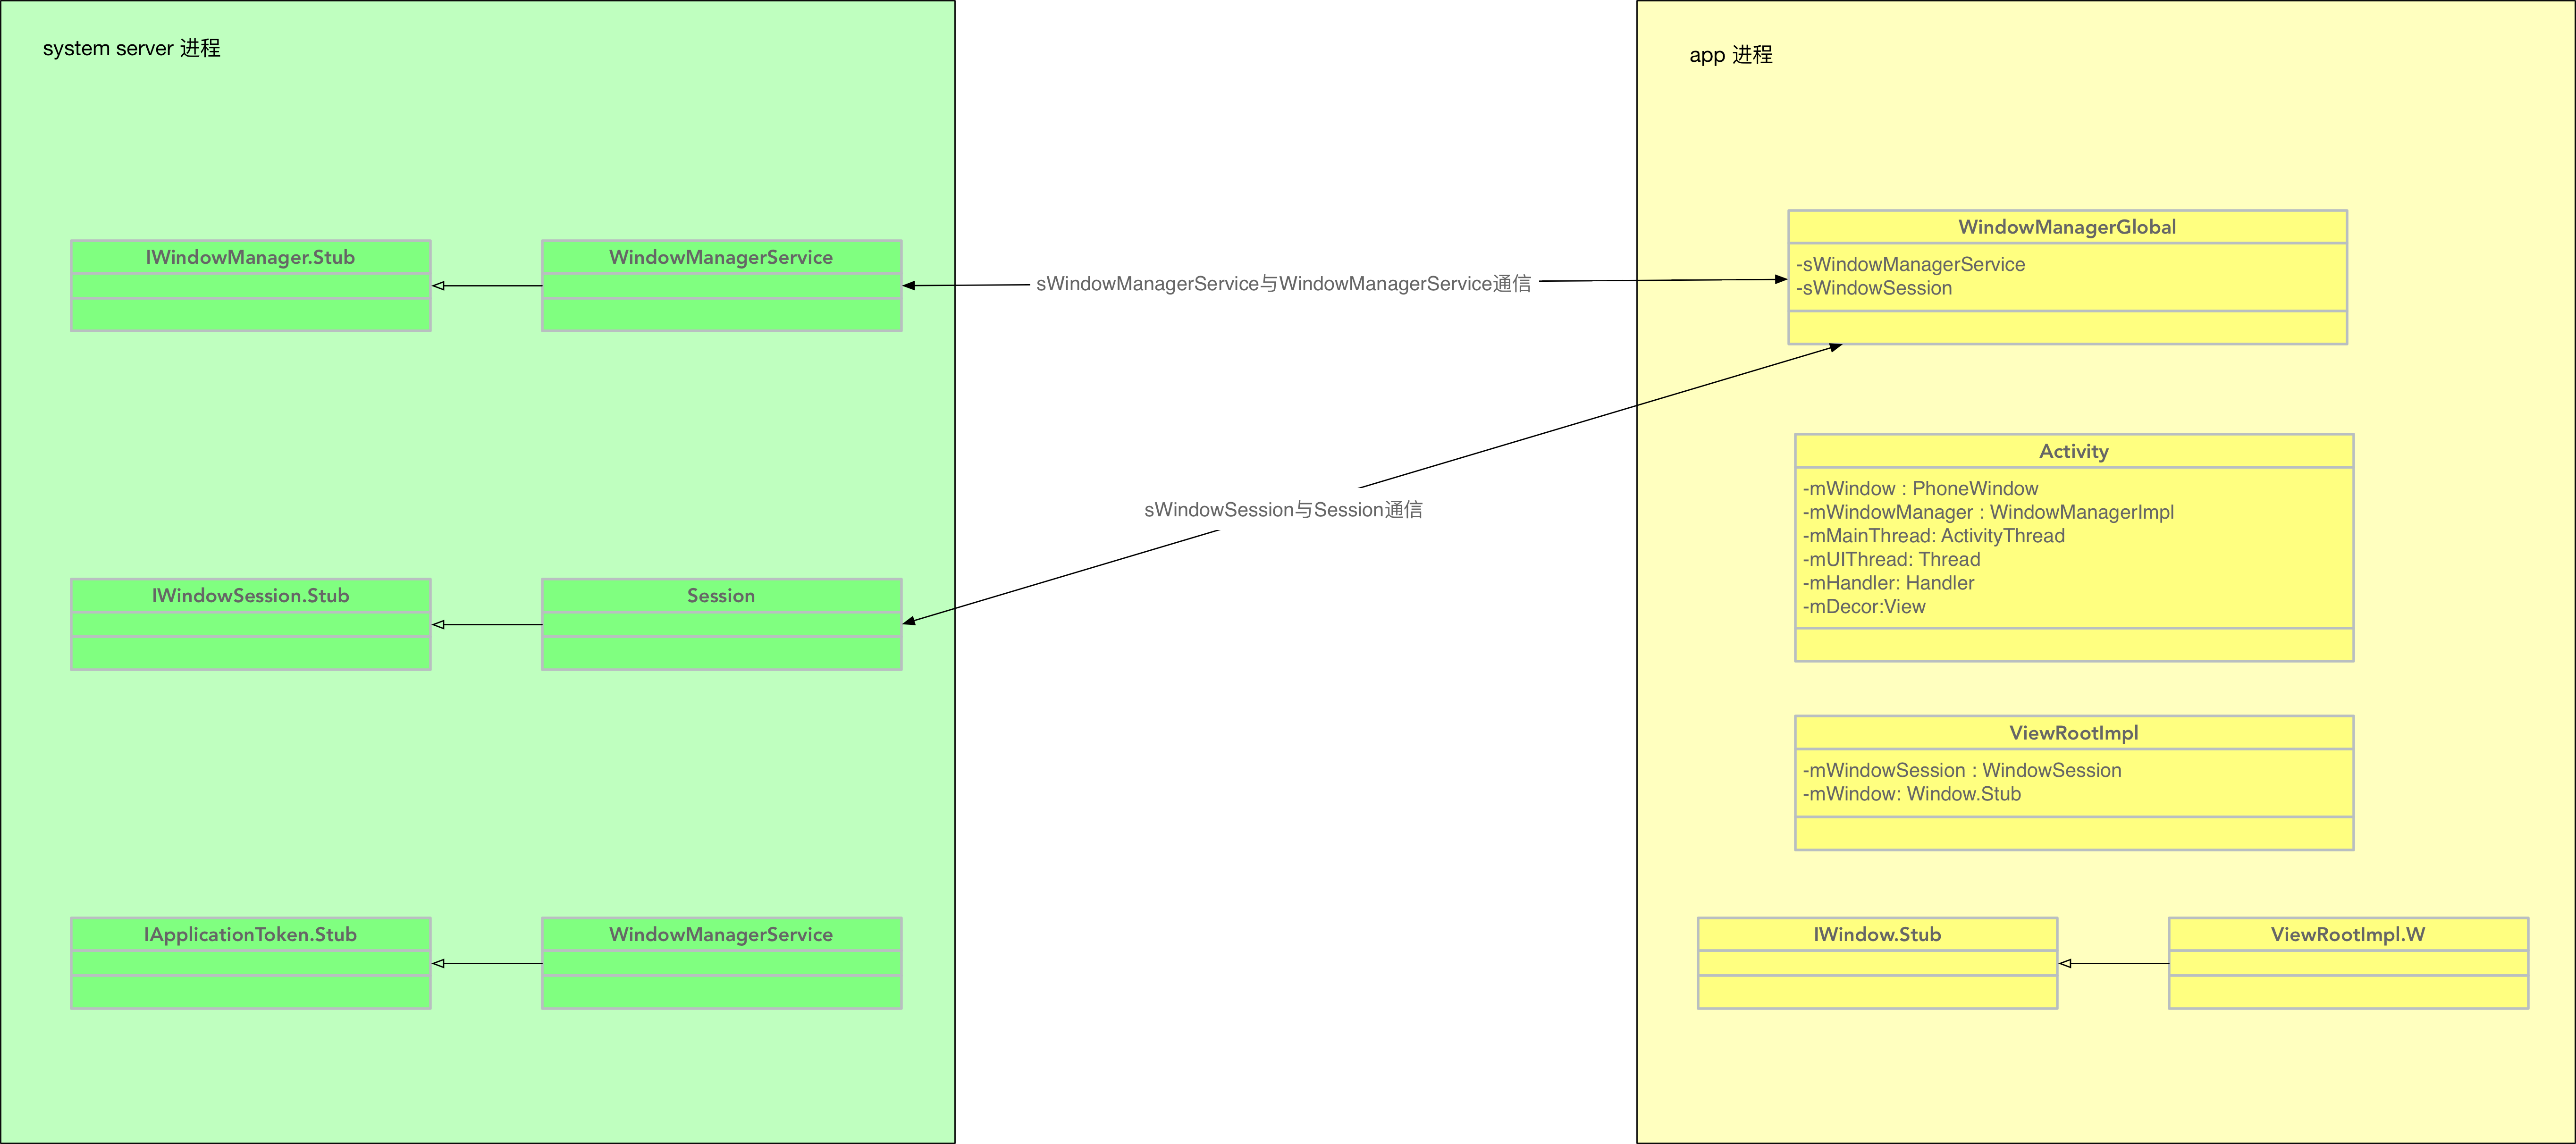 system server 进程
IWindowManager.Stub
WindowManagerService
IWindowSession.Stub
Session
IApplicationToken.Stub
WindowManagerService
sWindowManagerService与WindowManagerService通信
sWindowSession与Session通信
app 进程
WindowManagerGlobal
-sWindowManagerService
-sWindowSession
Activity
-mWindow : PhoneWindow
-mWindowManager : WindowManagerImpl
-mMainThread: ActivityThread
-mUIThread: Thread
-mHandler: Handler
-mDecor:View
ViewRootImpl
-mWindowSession : WindowSession
-mWindow: Window.Stub
IWindow.Stub
ViewRootImpl.W